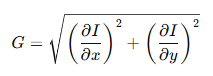 G = √((∂I/∂x)² + (∂I/∂y)²)